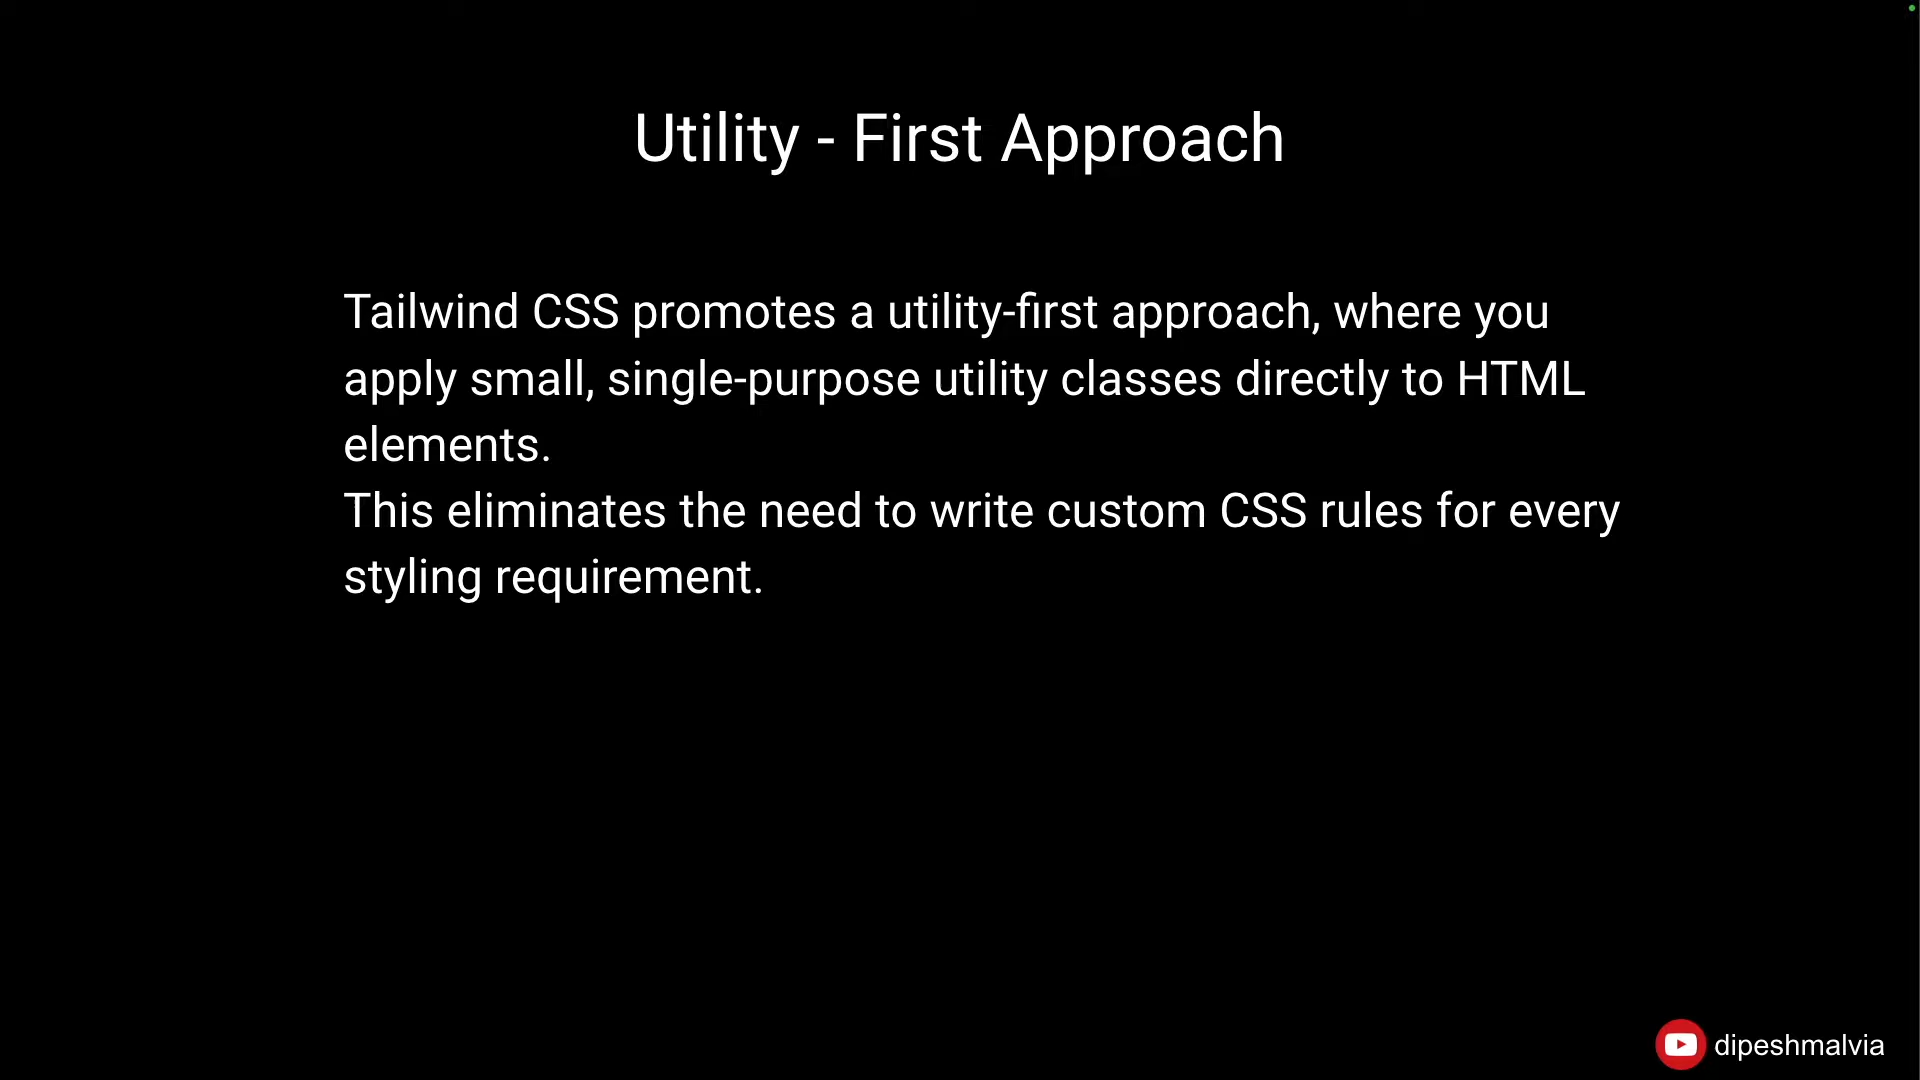 Utility - First Approach
Tailwind CSS promotes a utility-first approach, where you
apply small, single-purpose utility classes directly to HTML
elements.
This eliminates the need to write custom CSS rules for every
styling requirement.
dipeshmalvia